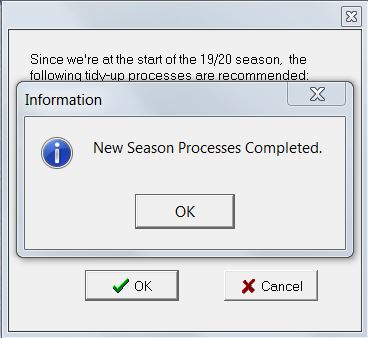 Since we're at the start of the 19/20 season, the
following tidy-up processes are recommended:
Information
New Season Processes Completed.
OK
OK
Cancel